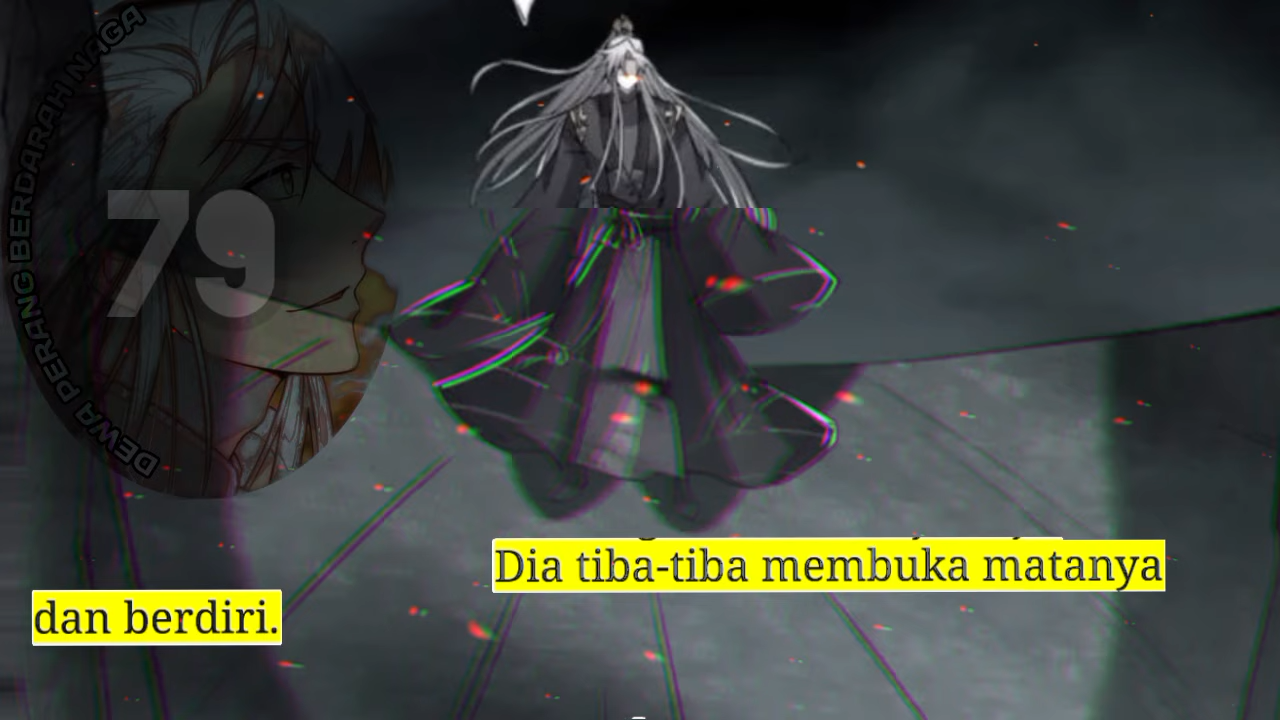 DEWA PERANG BERDARAH NAGA
79
Dia tiba-tiba membuka matanya
dan berdiri.